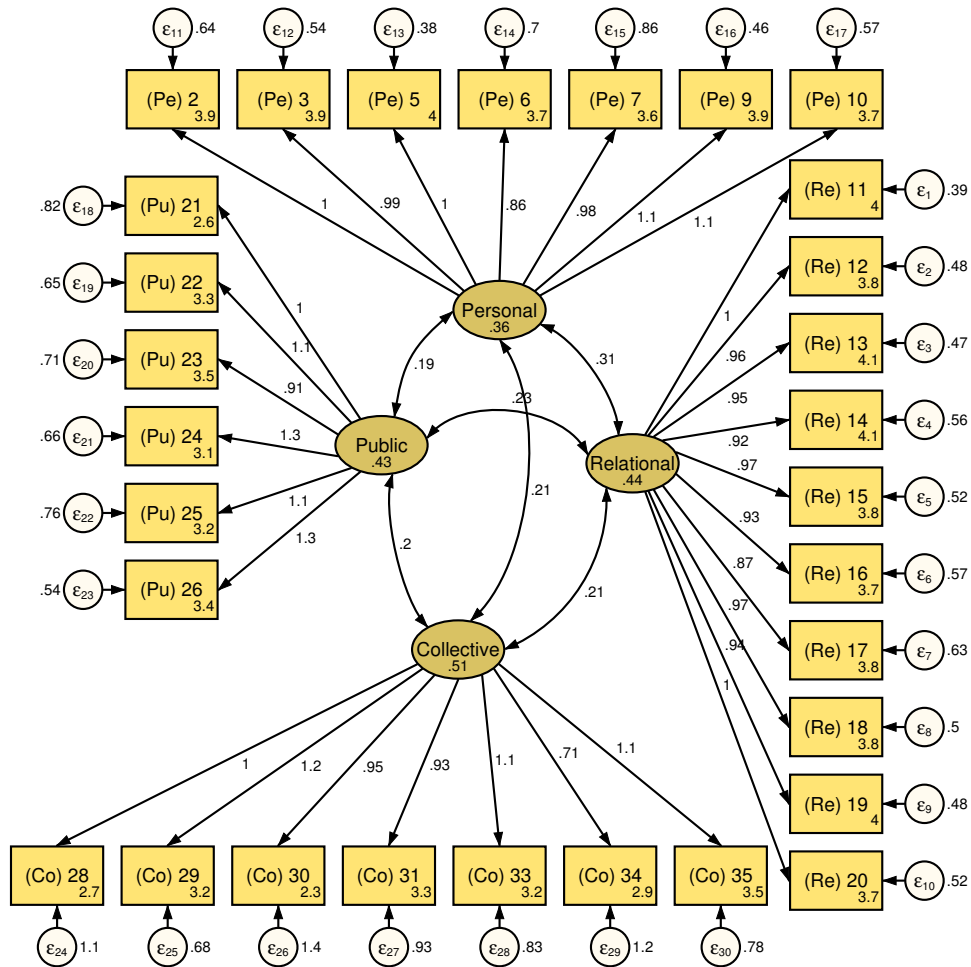 ε11 .64 ε12 .54 ε13 .38 ε14 .7 ε15 .86 ε16 .46 ε17 .57
(Pe) 2 3.9 (Pe) 3 3.9 (Pe) 5 4 (Pe) 6 3.7 (Pe) 7 3.6 (Pe) 9 3.9 (Pe) 10 3.7
1 .99 1 .86 .98 1.1 1.1
.82 ε18 (Pu) 21 2.6
.65 ε19 (Pu) 22 3.3
.71 ε20 (Pu) 23 3.5
.66 ε21 (Pu) 24 3.1
.76 ε22 (Pu) 25 3.2
.54 ε23 (Pu) 26 3.4
1
1.1
.91
1.3
1.1
1.3
Personal
.36
.19
.31
.23
.21
Public
.43
Relational
.44
.2
.21
Collective
.51
1
.96
.95
.92
.97
.93
.87
.97
.94
1
(Re) 11 4 ε1 .39
(Re) 12 3.8 ε2 .48
(Re) 13 4.1 ε3 .47
(Re) 14 4.1 ε4 .56
(Re) 15 3.8 ε5 .52
(Re) 16 3.7 ε6 .57
(Re) 17 3.8 ε7 .63
(Re) 18 3.8 ε8 .5
(Re) 19 4 ε9 .48
(Re) 20 3.7 ε10 .52
1 1.2 .95 .93 1.1 .71 1.1
(Co) 28 2.7 (Co) 29 3.2 (Co) 30 2.3 (Co) 31 3.3 (Co) 33 3.2 (Co) 34 2.9 (Co) 35 3.5
ε24 1.1 ε25 .68 ε26 1.4 ε27 .93 ε28 .83 ε29 1.2 ε30 .78